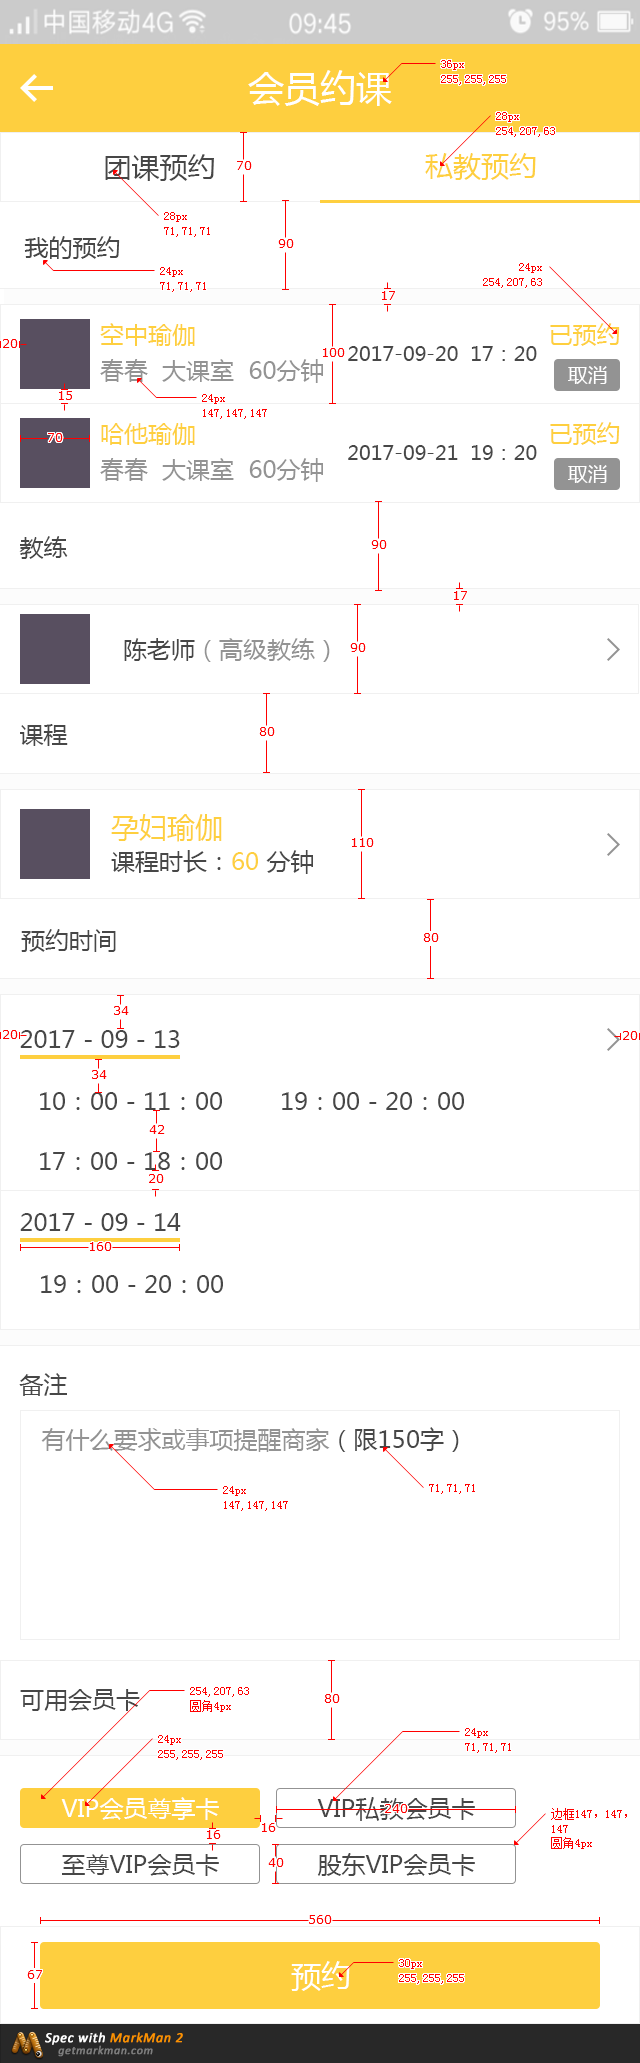 中国移动4G 09:45 95%
会员约课
36px
255, 255, 255
28px
254, 207, 63
团课预约 70 私教预约
28px
71, 71, 71
90
我的预约
24px
71, 71, 71
24px
254, 207, 63
17
空中瑜伽 已预约
20 100 2017-09-20 17 : 20
春春 大课室 60分钟 取消
15
24px
147, 147, 147
哈他瑜伽 已预约
70 2017-09-21 19 : 20
春春 大课室 60分钟 取消
教练 90
17
陈老师（高级教练） 90
课程 80
孕妇瑜伽
110
课程时长：60 分钟
预约时间 80
34
20 2017 - 09 - 13 20
34
10 : 00 - 11 : 00 19 : 00 - 20 : 00
42
17 : 00 - 18 : 00
20
2017 - 09 - 14
160
19 : 00 - 20 : 00
备注
有什么要求或事项提醒商家（限150字）
24px
147, 147, 147
71, 71, 71
可用会员卡 80
254, 207, 63
圆角4px
24px
255, 255, 255
24px
71, 71, 71
VIP会员尊享卡 VIP私教会员卡
240
16
16
边框147, 147,
147
圆角4px
至尊VIP会员卡 40 股东VIP会员卡
560
67 预约
30px
255, 255, 255
Spec with MarkMan 2
getmarkman.com